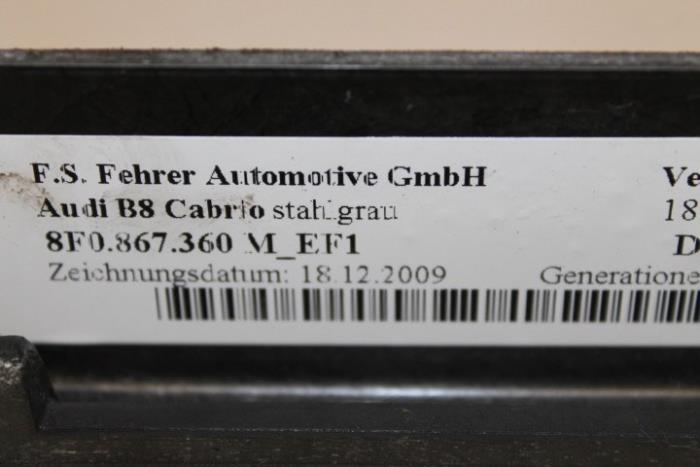 F.S. Fehrer Automotive GmbH Ve
Audi B8 Cabrio stahlgrau 18
8F0.867.360 M_EF1 D
Zeichnungsdatum: 18.12.2009 Generatione